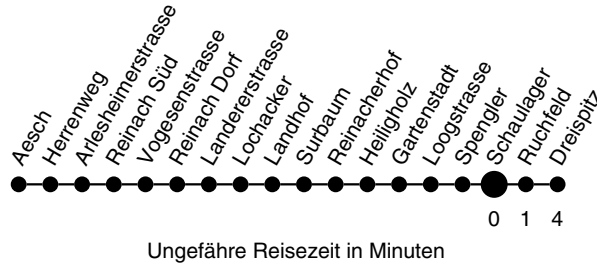 Aesch
Herrenweg
Arlesheimerstrasse
Reinach Süd
Vogesenstrasse
Reinach Dorf
Landererstrasse
Lochacker
Landhof
Surbaum
Reinacherhof
Heiligholz
Gartenstadt
Loogstrasse
Spengler
Schaulager
Ruchfeld
Dreispitz
0 1 4
Ungefähre Reisezeit in Minuten